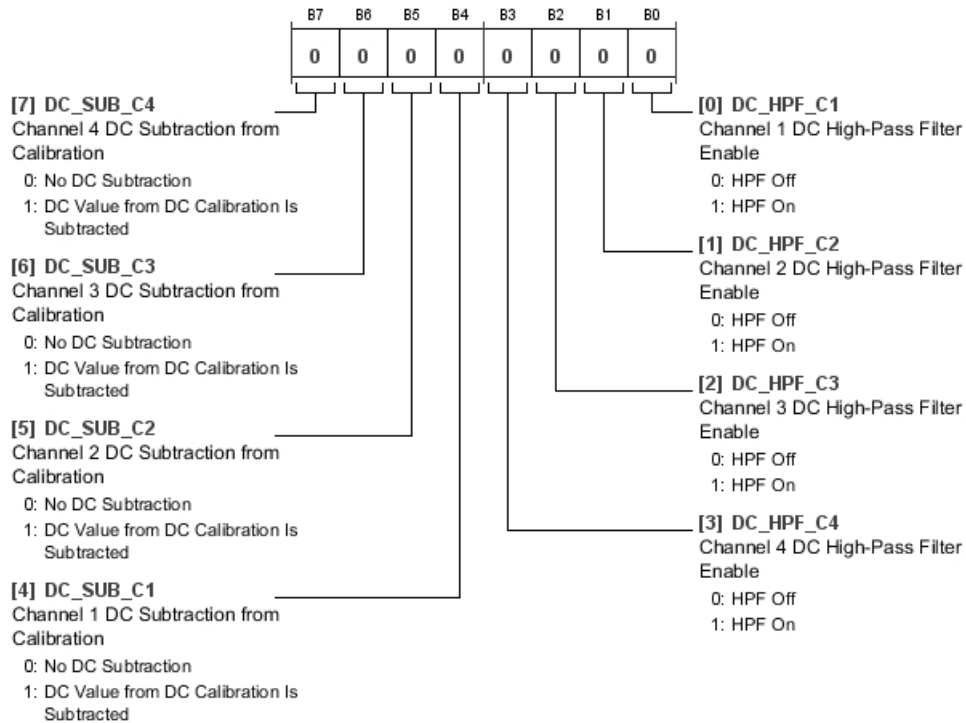 B7 B6 B5 B4 B3 B2 B1 B0
0 0 0 0 0 0 0 0
[7] DC_SUB_C4
Channel 4 DC Subtraction from
Calibration
0: No DC Subtraction
1: DC Value from DC Calibration Is
Subtracted
[6] DC_SUB_C3
Channel 3 DC Subtraction from
Calibration
0: No DC Subtraction
1: DC Value from DC Calibration Is
Subtracted
[5] DC_SUB_C2
Channel 2 DC Subtraction from
Calibration
0: No DC Subtraction
1: DC Value from DC Calibration Is
Subtracted
[4] DC_SUB_C1
Channel 1 DC Subtraction from
Calibration
0: No DC Subtraction
1: DC Value from DC Calibration Is
Subtracted
[0] DC_HPF_C1
Channel 1 DC High-Pass Filter
Enable
0: HPF Off
1: HPF On
[1] DC_HPF_C2
Channel 2 DC High-Pass Filter
Enable
0: HPF Off
1: HPF On
[2] DC_HPF_C3
Channel 3 DC High-Pass Filter
Enable
0: HPF Off
1: HPF On
[3] DC_HPF_C4
Channel 4 DC High-Pass Filter
Enable
0: HPF Off
1: HPF On